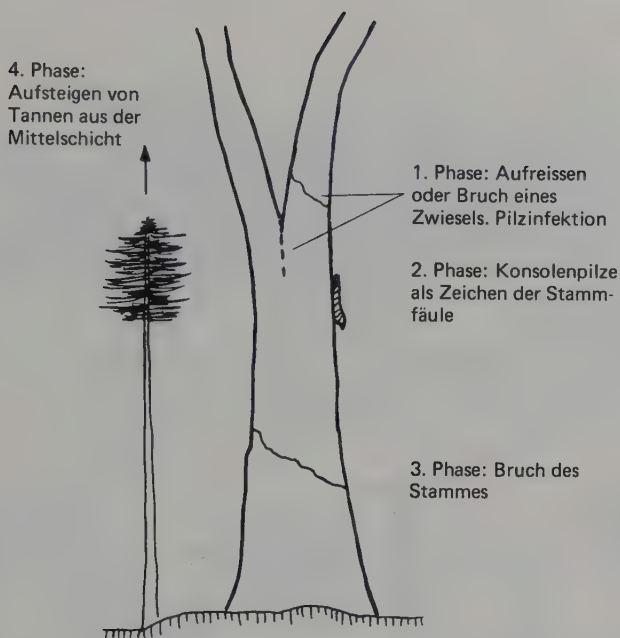 4. Phase:
Aufsteigen von
Tannen aus der
Mittelschicht
1. Phase: Aufreissen
oder Bruch eines
Zwiesels. Pilzinfektion
2. Phase: Konsolenpilze
als Zeichen der Stamm-
fäule
3. Phase: Bruch des
Stammes